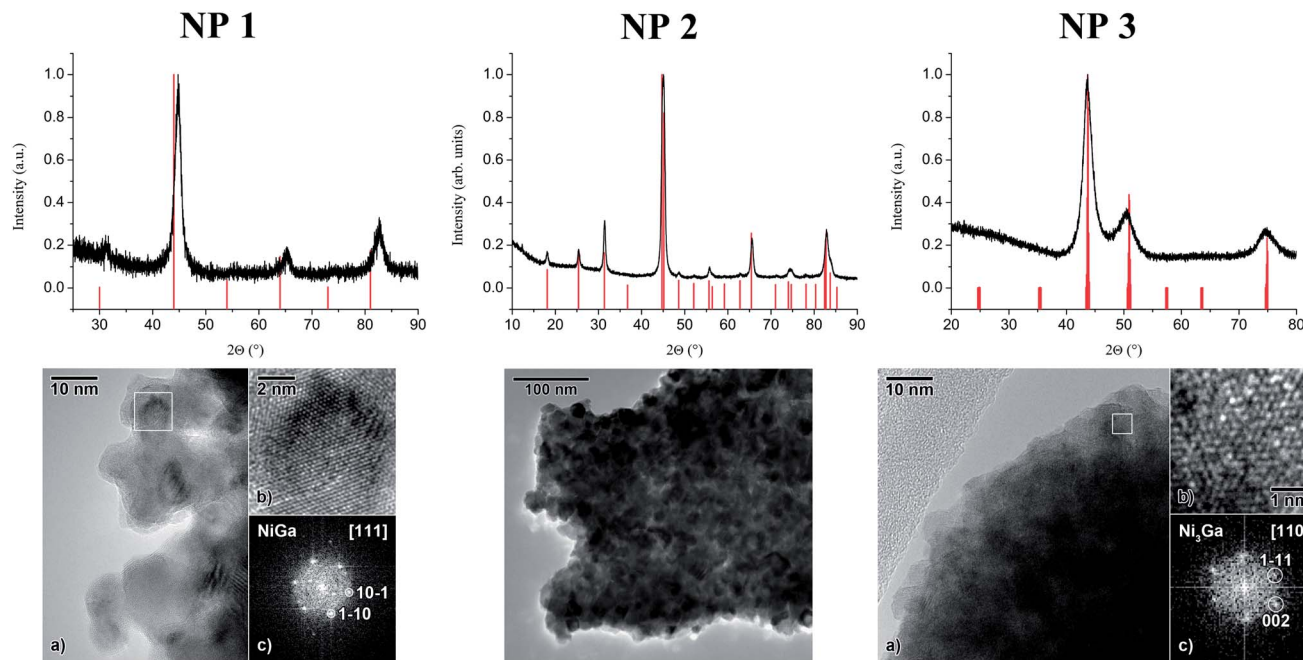 NP 1
NP 2
NP 3
Intensity (a.u.)
1.0
0.8
0.6
0.4
0.2
0.0
30 40 50 60 70 80 90
2Θ (°)
Intensity (arb. units)
1.0
0.8
0.6
0.4
0.2
0.0
10 20 30 40 50 60 70 80 90
2Θ (°)
Intensity (a.u.)
1.0
0.8
0.6
0.4
0.2
0.0
20 30 40 50 60 70 80
2Θ (°)
10 nm
a)
2 nm
b)
NiGa [111]
10-1
1-10
c)
100 nm
10 nm
a)
b)
1 nm
Ni3Ga [110
1-11
002
c)